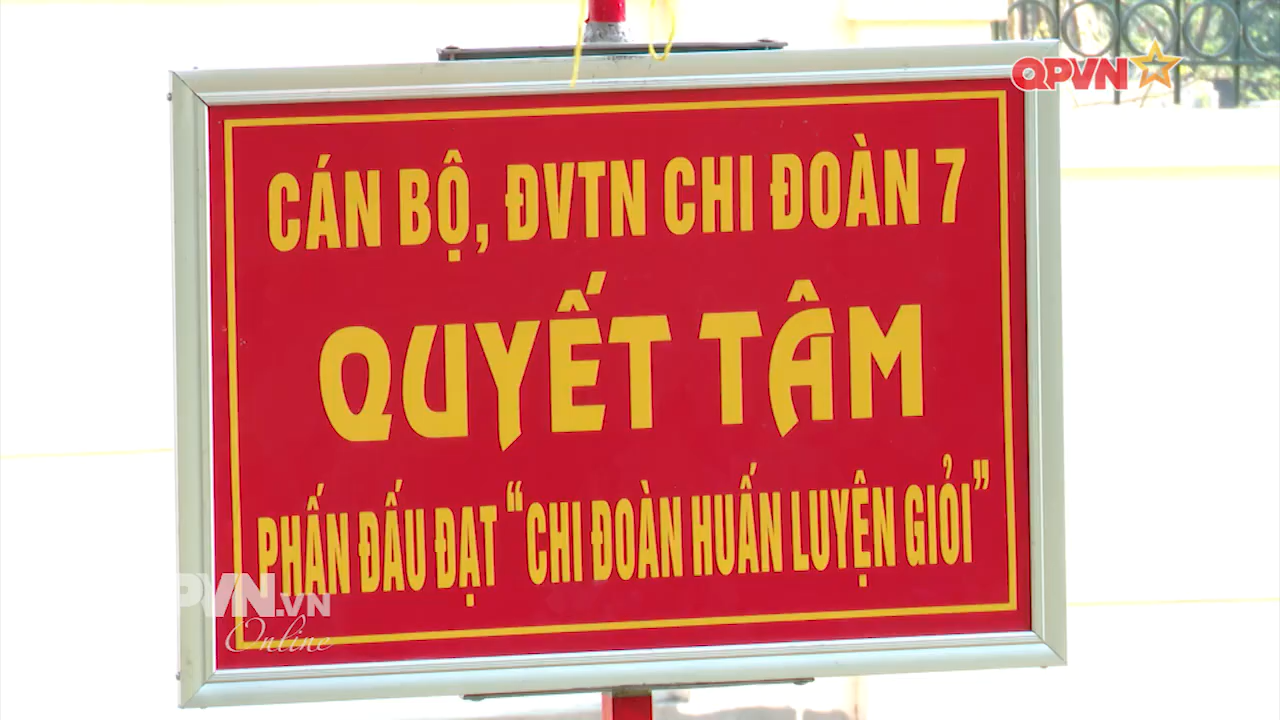 QPVN
CÁN BỘ, ĐVTN CHI ĐOÀN 7
QUYẾT TÂM
PHẤN ĐẤU ĐẠT “CHI ĐOÀN HUẤN LUYỆN GIỎI”
PVN.VN
Online